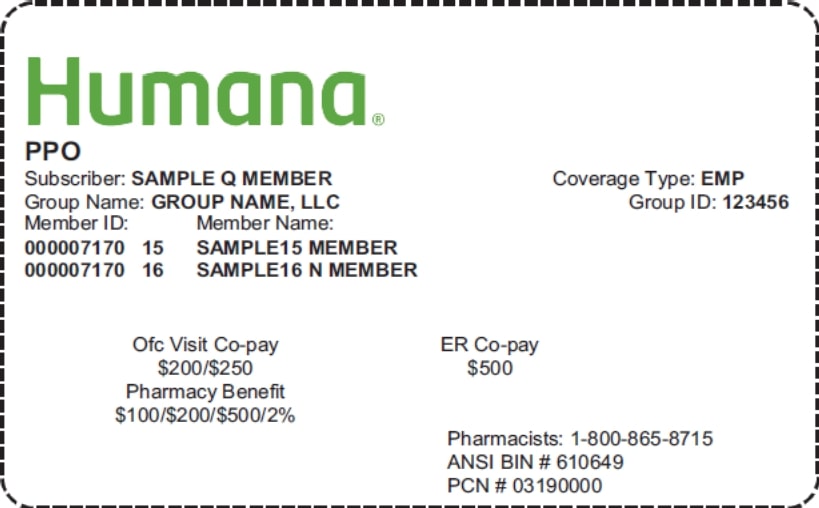 Humana®
PPO
Subscriber: SAMPLE Q MEMBER Coverage Type: EMP
Group Name: GROUP NAME, LLC Group ID: 123456
Member ID: Member Name:
000007170 15 SAMPLE15 MEMBER
000007170 16 SAMPLE16 N MEMBER
Ofc Visit Co-pay ER Co-pay
$200/$250 $500
Pharmacy Benefit
$100/$200/$500/2%
Pharmacists: 1-800-865-8715
ANSI BIN # 610649
PCN # 03190000